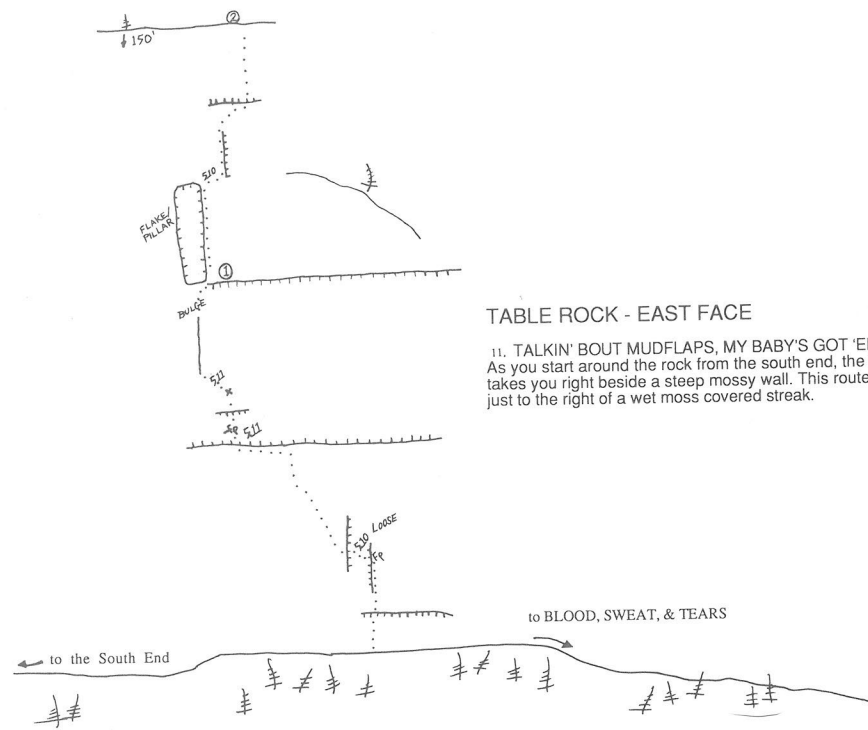 ②
150'
5.10
FLAKE/
PILLAR
①
BULGE
5.11
x
fp 5.11
LOOSE
5.10
fp
TABLE ROCK - EAST FACE
11. TALKIN' BOUT MUDFLAPS, MY BABY'S GOT 'E
As you start around the rock from the south end, the
takes you right beside a steep mossy wall. This route
just to the right of a wet moss covered streak.
to BLOOD, SWEAT, & TEARS
to the South End